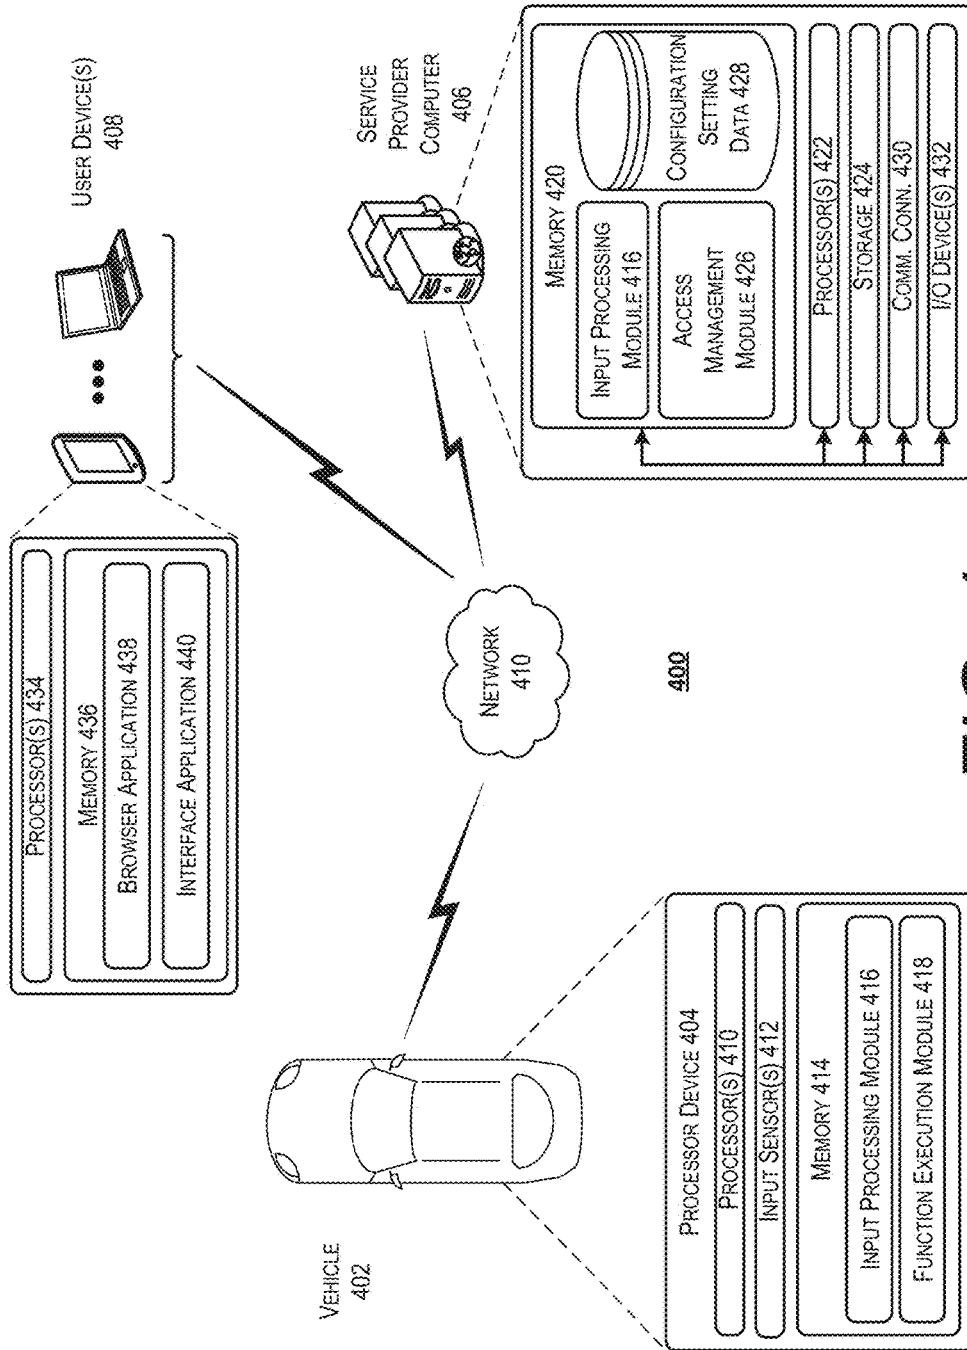 USER DEVICE(S)
408
PROCESSOR(S) 434
MEMORY 436
BROWSER APPLICATION 438
INTERFACE APPLICATION 440
SERVICE
PROVIDER
COMPUTER
406
NETWORK
410
VEHICLE
402
PROCESSOR DEVICE 404
PROCESSOR(S) 410
INPUT SENSOR(S) 412
MEMORY 414
INPUT PROCESSING MODULE 416
FUNCTION EXECUTION MODULE 418
MEMORY 420
INPUT PROCESSING
MODULE 416
ACCESS
MANAGEMENT
MODULE 426
CONFIGURATION
SETTING
DATA 428
PROCESSOR(S) 422
STORAGE 424
COMM. CONN. 430
I/O DEVICE(S) 432
400